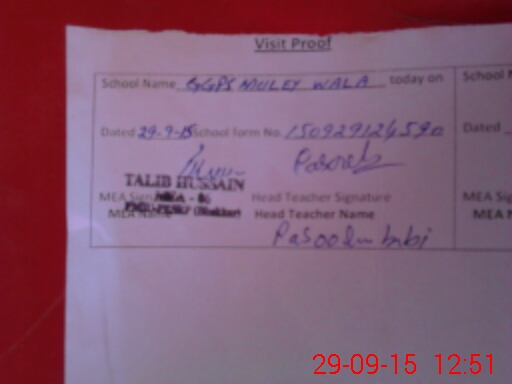 Visit Proof
School Name GGPS MULEY WALA today on
School N
Dated 29-9-15 School form No. 150929124590
Dated
TALIB HUSSAIN
MEA Sign Head Teacher Signature
MEA Sig
MEA Name Head Teacher Name
MEA N
bibi
29-09-15 12:51